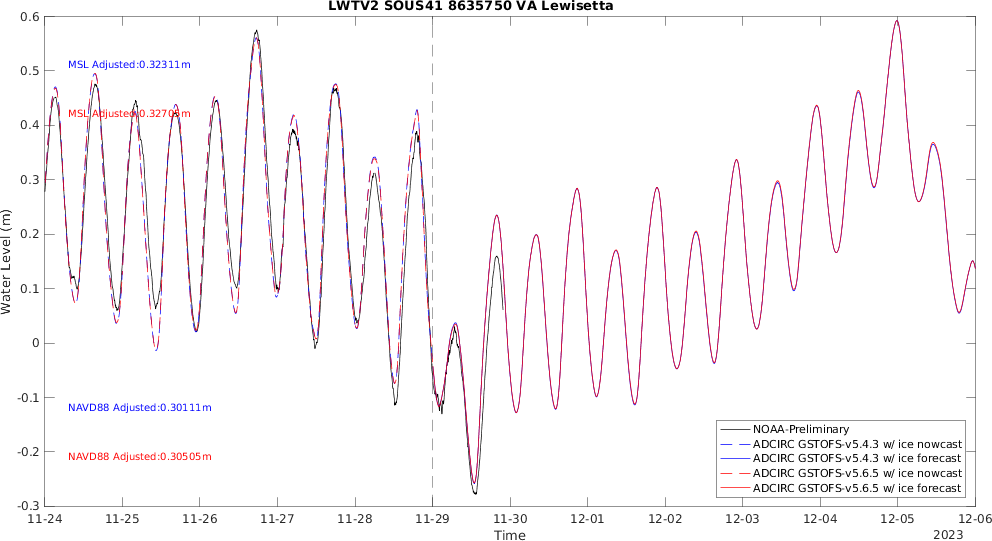 LWTV2 SOUS41 8635750 VA Lewisetta
0.6
0.5
0.4
0.3
0.2
0.1
0
-0.1
-0.2
-0.3
Water Level (m)
MSL Adjusted:0.32311m
MSL Adjusted:0.32705m
NAVD88 Adjusted:0.30111m
NAVD88 Adjusted:0.30505m
NOAA-Preliminary
ADCIRC GSTOFS-v5.4.3 w/ ice nowcast
ADCIRC GSTOFS-v5.4.3 w/ ice forecast
ADCIRC GSTOFS-v5.6.5 w/ ice nowcast
ADCIRC GSTOFS-v5.6.5 w/ ice forecast
11-24 11-25 11-26 11-27 11-28 11-29 11-30 12-01 12-02 12-03 12-04 12-05 12-06
Time
2023